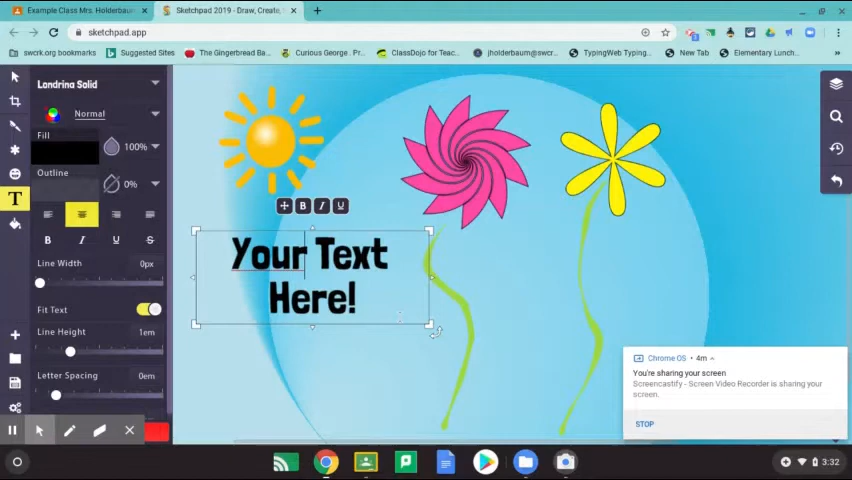 Example Class Mrs. Holderbau
Sketchpad 2019 - Draw, Create,
sketchpad.app
swcrk.org bookmarks
Suggested Sites
The Gingerbread Ba...
Curious George . Pr...
ClassDojo for Teac...
jholderbaum@swcr...
TypingWeb Typing...
New Tab
Elementary Lunch...
Londrina Solid
Normal
Fill
100%
Outline
0%
T
B I U
B I U S
Line Width 0px
Fit Text
Line Height 1em
Letter Spacing 0em
Your Text
Here!
Chrome OS • 4m
You're sharing your screen
Screencastify - Screen Video Recorder is sharing your
screen.
STOP
3:32